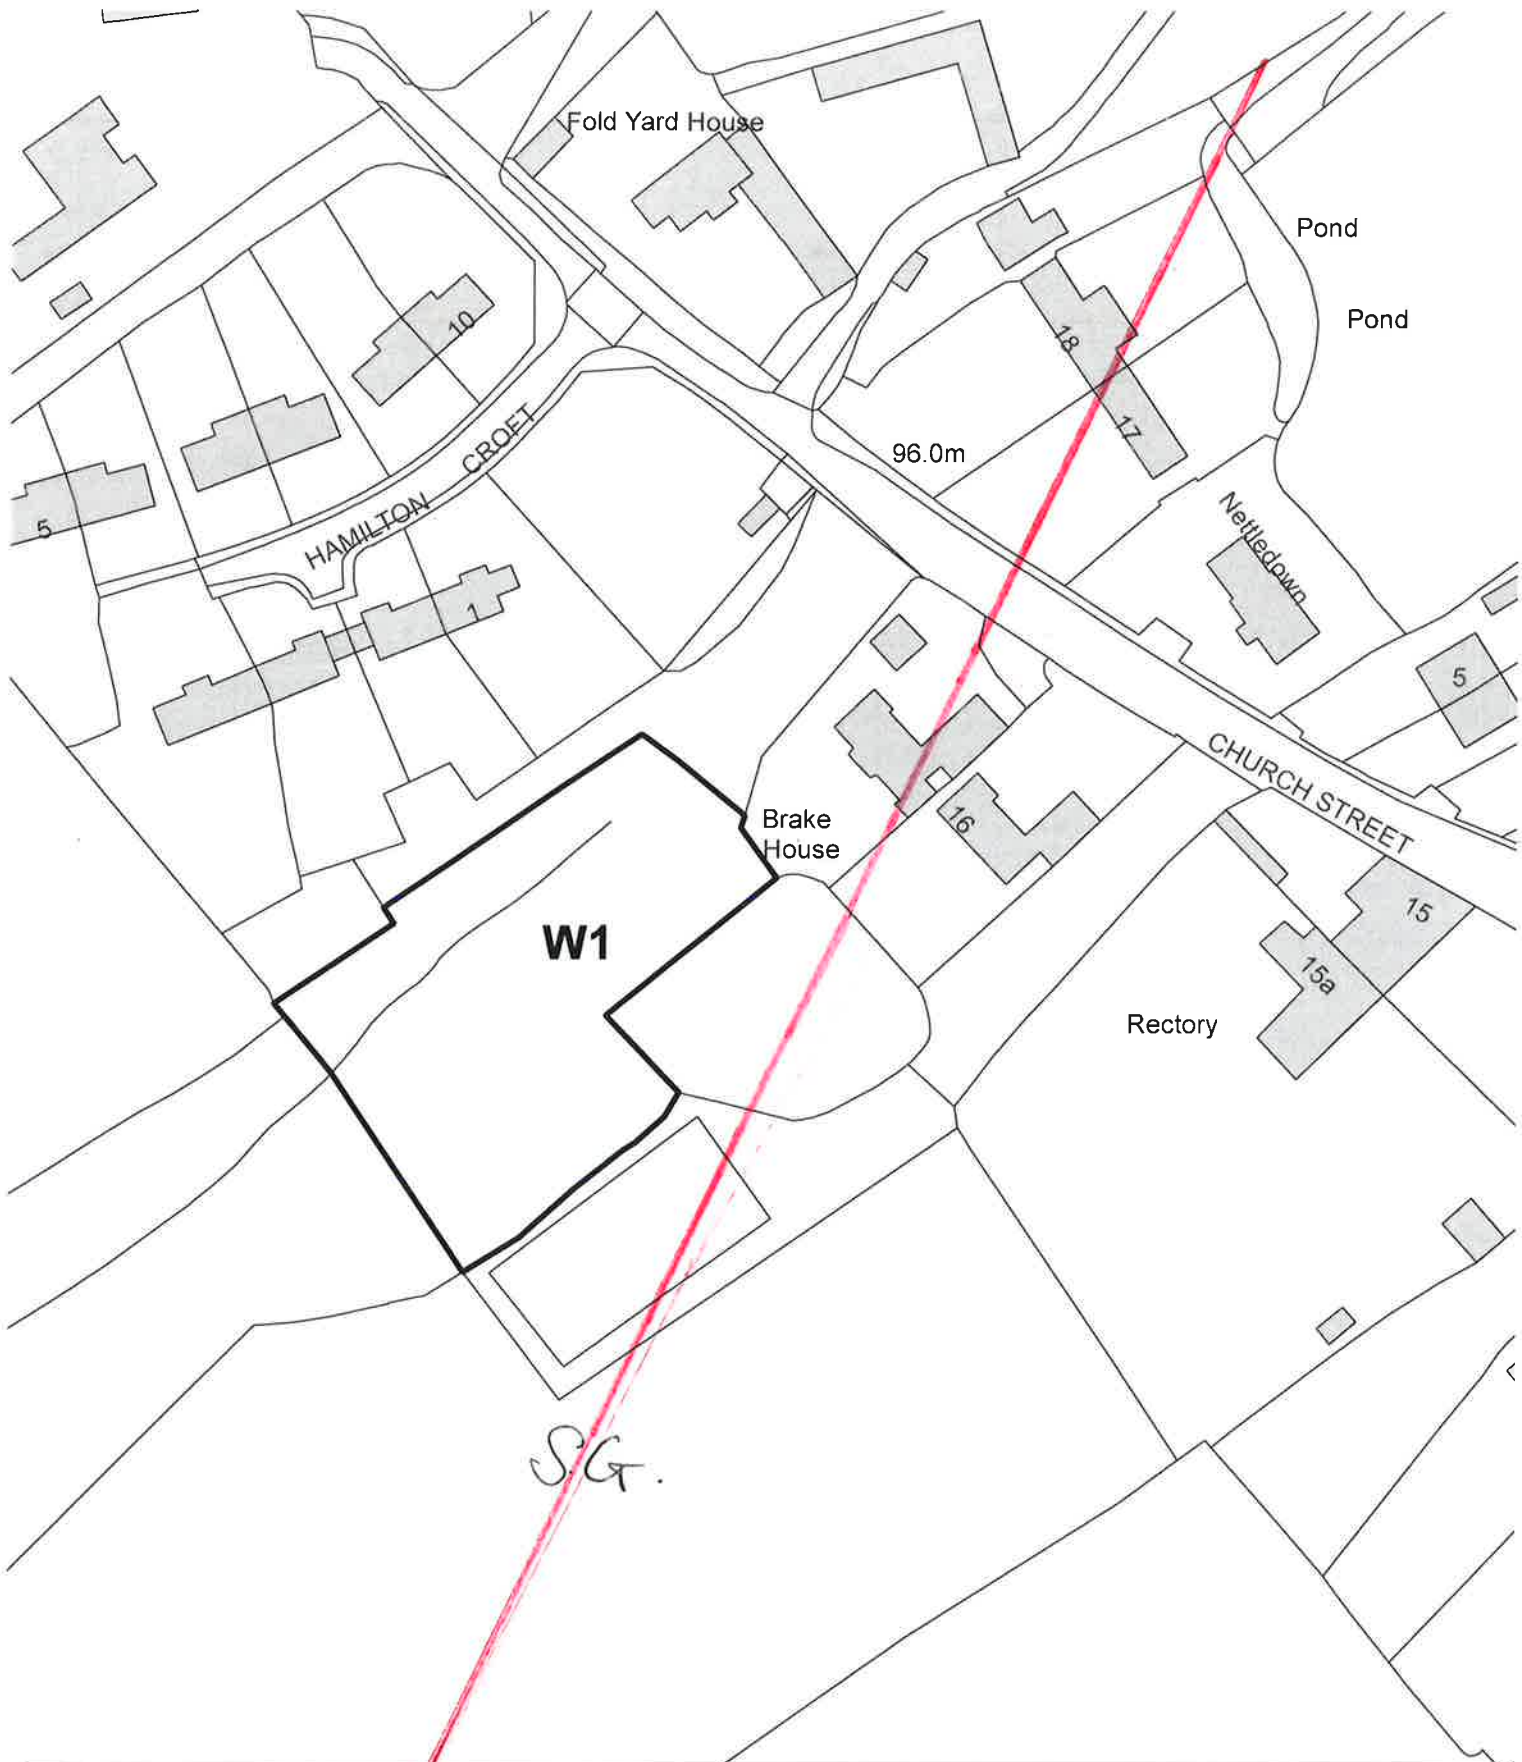 Fold Yard House
Pond
Pond
10
18
17
CROFT
96.0m
HAMILTON
5
Nettledown
1
5
CHURCH STREET
Brake
House
16
15
15a
W1
Rectory
S.G.